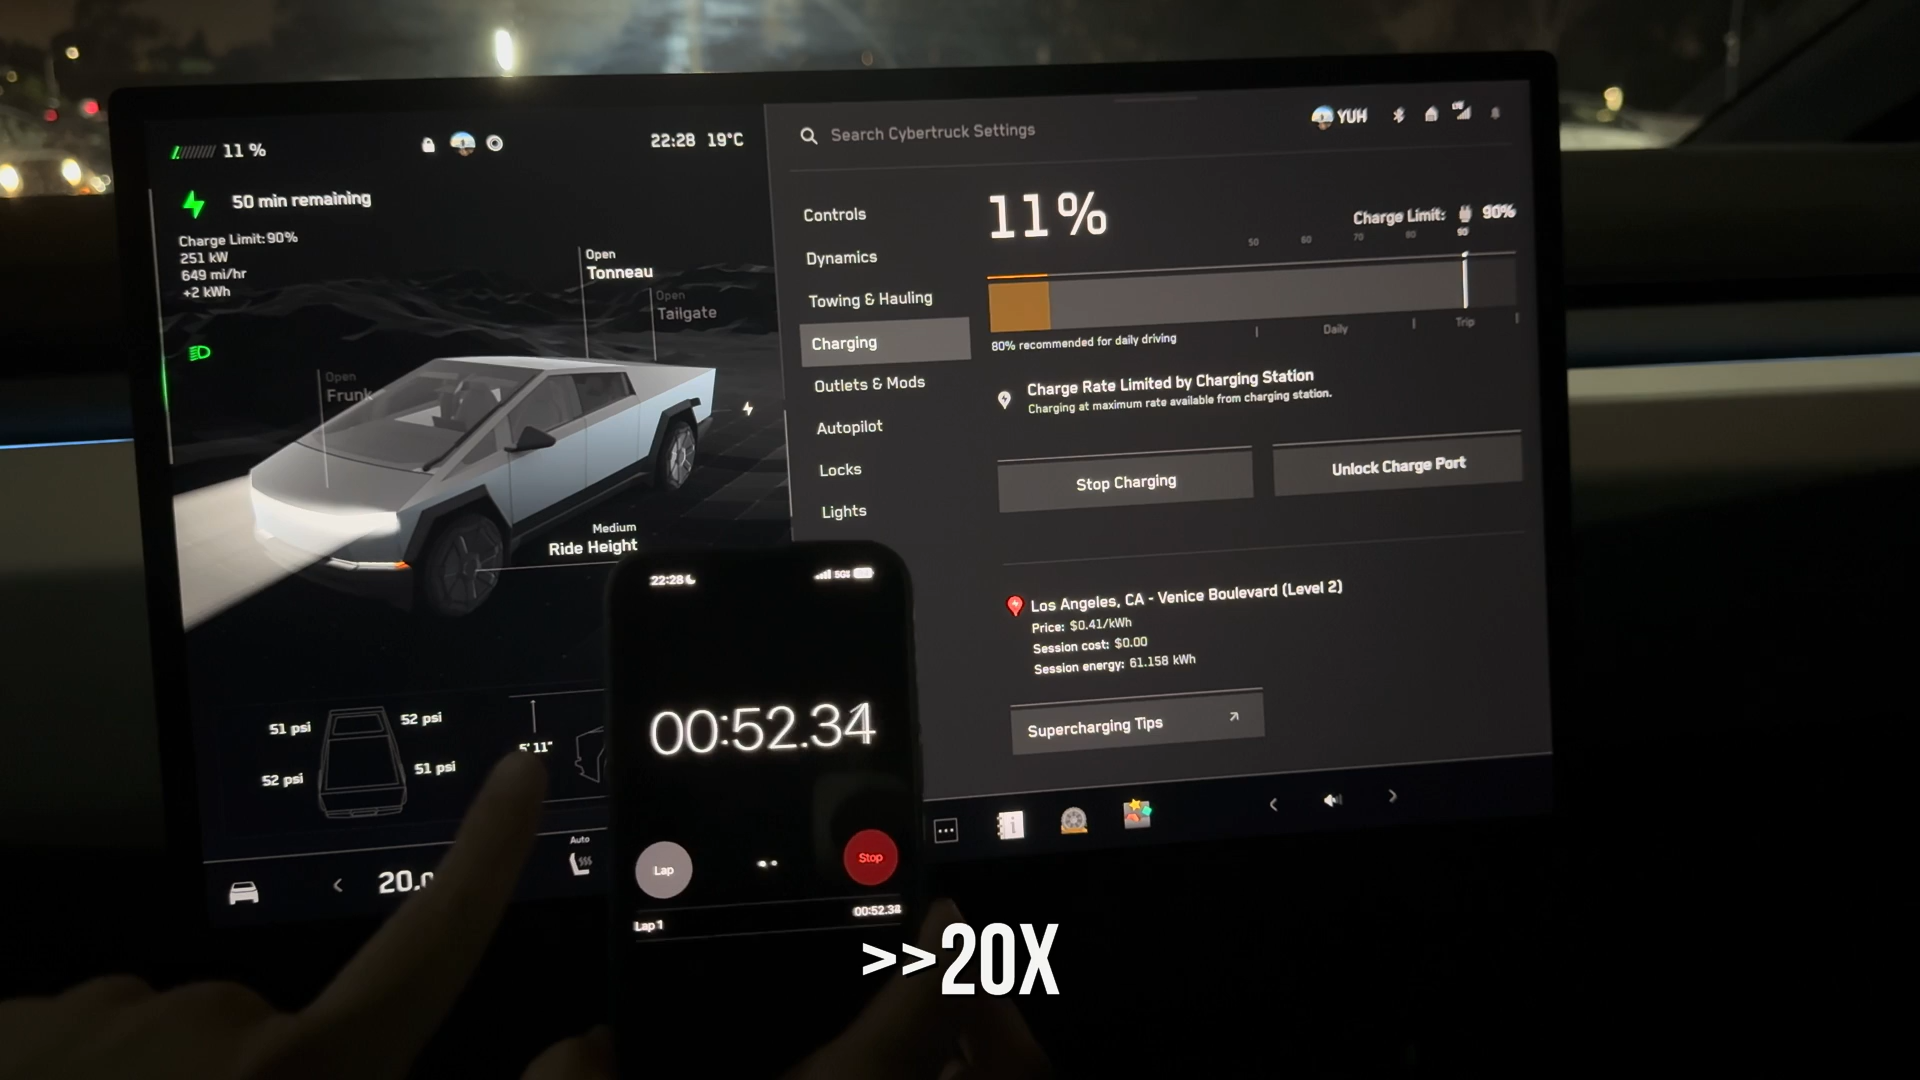 11 %
22:28 19°C
50 min remaining
Charge Limit: 90%
251 kW
649 mi/hr
+2 kWh
Open
Tonneau
Open
Tailgate
Open
Frunk
Medium
Ride Height
51 psi
52 psi
52 psi
51 psi
5' 11"
Auto
20.0
Search Cybertruck Settings
YUH
LTE
Controls
Dynamics
Towing & Hauling
Charging
Outlets & Mods
Autopilot
Locks
Lights
11%
Charge Limit: 90%
50 60 70 80 90
80% recommended for daily driving
Daily
Trip
Charge Rate Limited by Charging Station
Charging at maximum rate available from charging station.
Stop Charging
Unlock Charge Port
Los Angeles, CA - Venice Boulevard (Level 2)
Price: $0.41/kWh
Session cost: $0.00
Session energy: 61.158 kWh
Supercharging Tips
22:28
00:52.34
Lap
Stop
Lap 1
>>20X